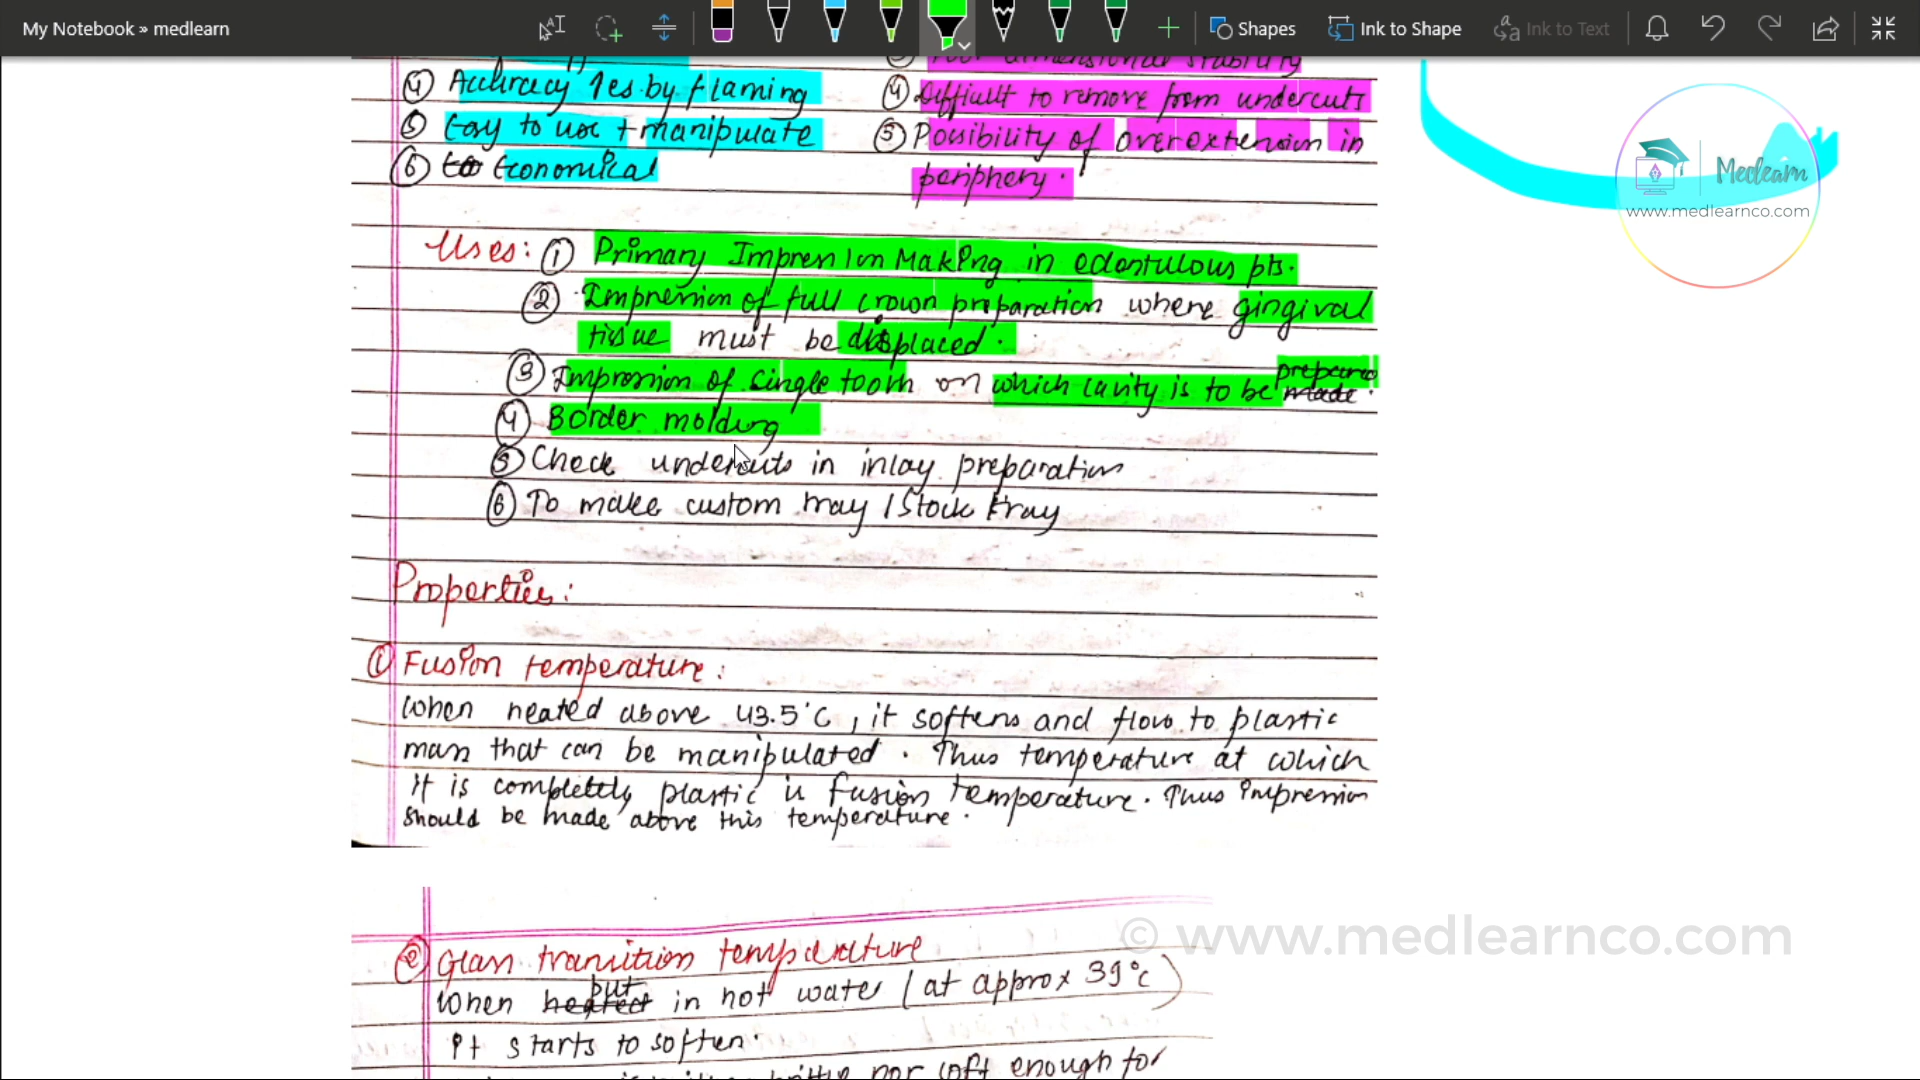 My Notebook » medlearn
Shapes
Ink to Shape
Ink to Text
dimensional stability
④ Accuracy ↑es by flaming
④ Difficult to remove from undercuts
⑤ Easy to use + manipulate
⑤ Possibility of overextension in
⑥ Economical
periphery.
Medlearn
www.medlearnco.com
Uses: ① Primary Impression Making in edentulous pts.
② Impression of full crown preparation where gingival
tissue must be displaced.
③ Impression of single tooth on which cavity is to be made.
④ Border molding
⑤ Check undercuts in inlay preparation
⑥ To make custom tray / Stock tray
Properties:
① Fusion temperature:
When heated above 43.5°C, it softens and flow to plastic
mass that can be manipulated. Thus temperature at which
it is completely plastic is fusion temperature. Thus impression
should be made above this temperature.
© www.medlearnco.com
② Glass transition temperature
When put in hot water (at approx 39°C)
it starts to soften.
nor soft enough for